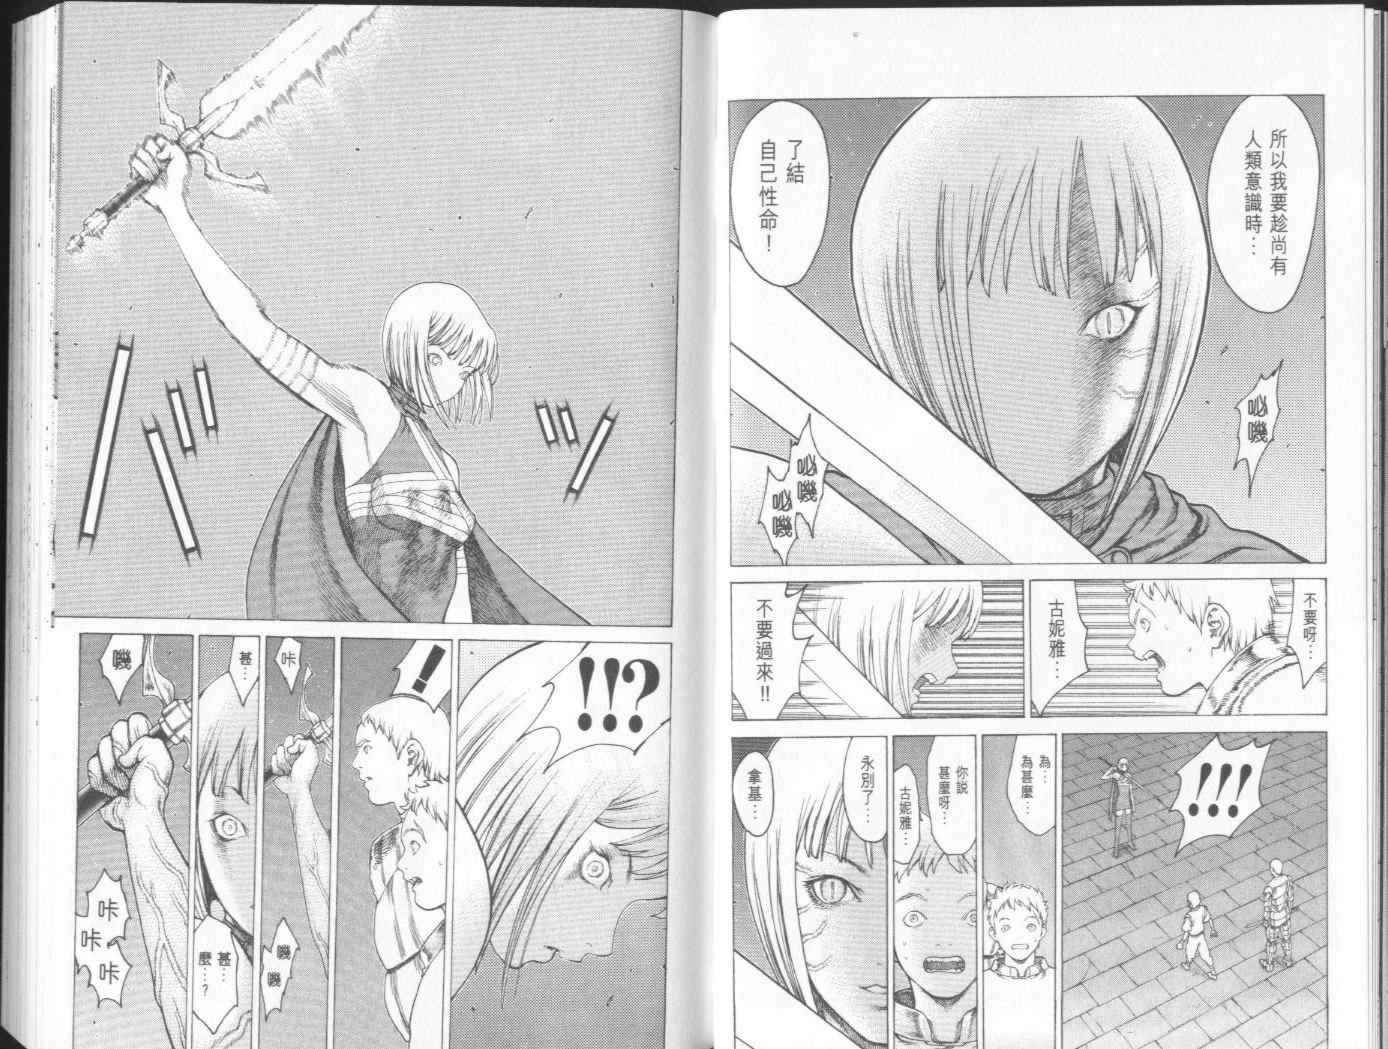 所以我要趁尚有
人類意識時…
了結
自己性命！
嘰
嘰
嘰
不要呀…
古妮雅…
不要過來!!
!!!!
為…
為甚麼…
你說
甚麼呀…
古妮雅…
永別了…
拿基…
!!!?
!
咔
嘰
嘰
甚…
甚…
麼…?
嘰
咔
咔
咔